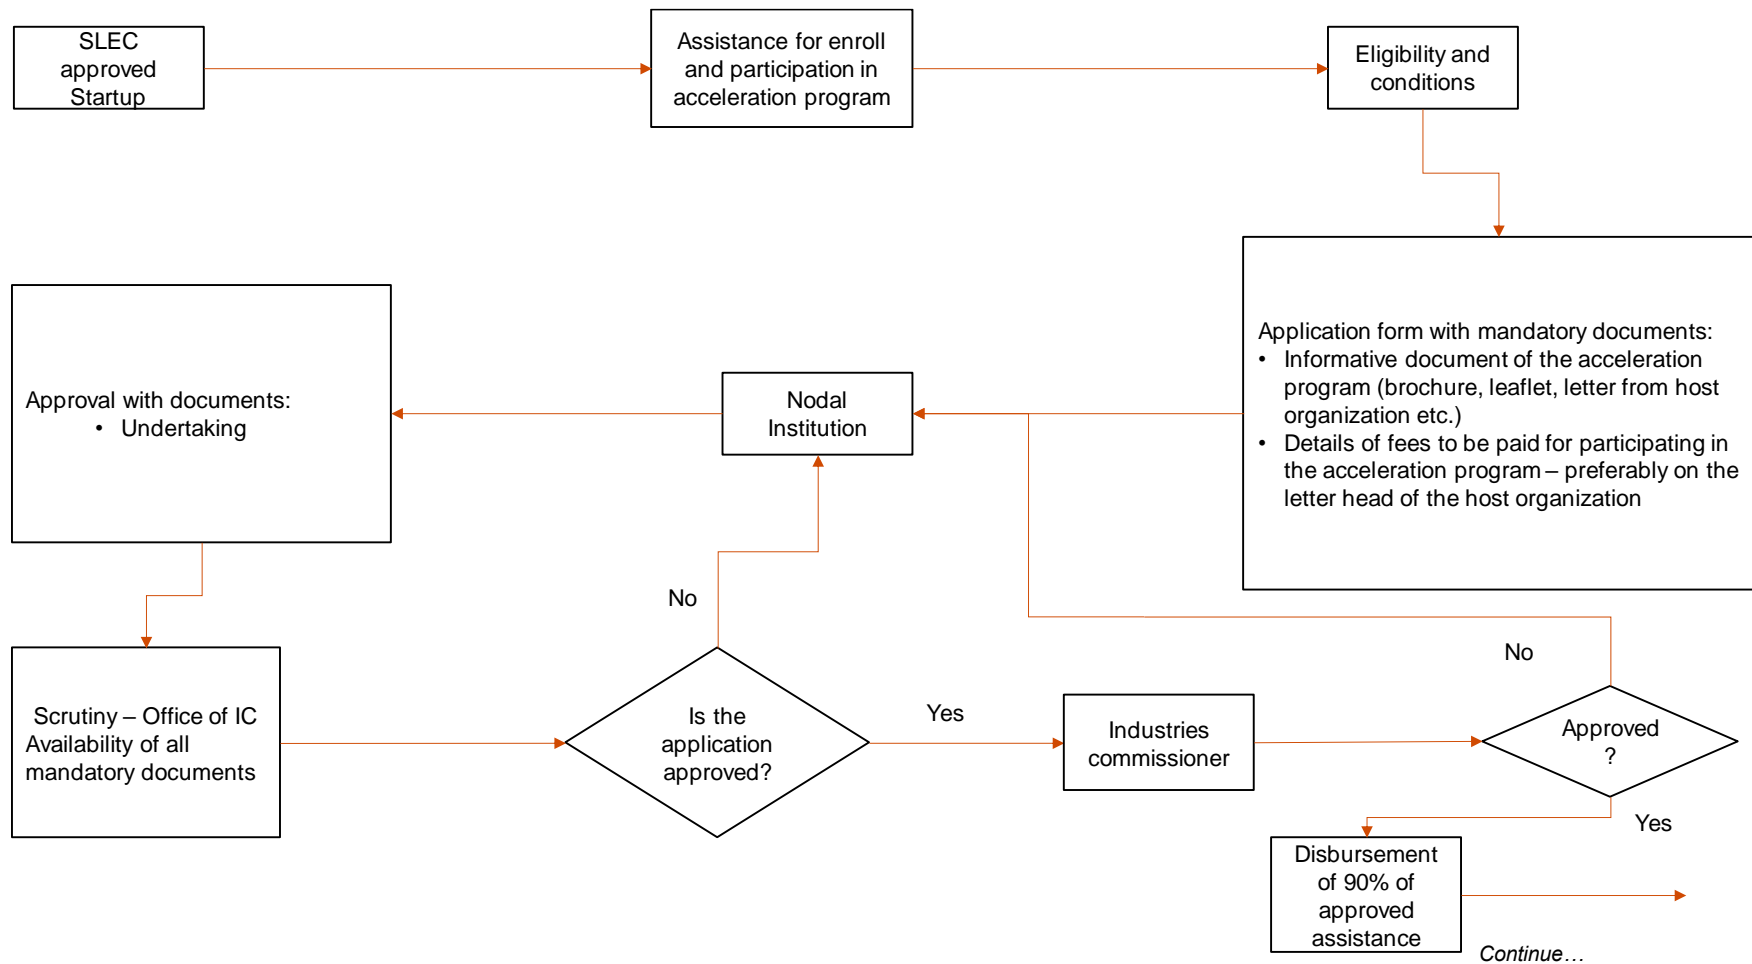 SLEC
approved
Startup
Assistance for enroll
and participation in
acceleration program
Eligibility and
conditions
Application form with mandatory documents:
• Informative document of the acceleration
program (brochure, leaflet, letter from host
organization etc.)
• Details of fees to be paid for participating in
the acceleration program – preferably on the
letter head of the host organization
Nodal
Institution
Approval with documents:
• Undertaking
Scrutiny – Office of IC
Availability of all
mandatory documents
Is the
application
approved?
No
Yes
Industries
commissioner
Approved
?
No
Yes
Disbursement
of 90% of
approved
assistance
Continue…